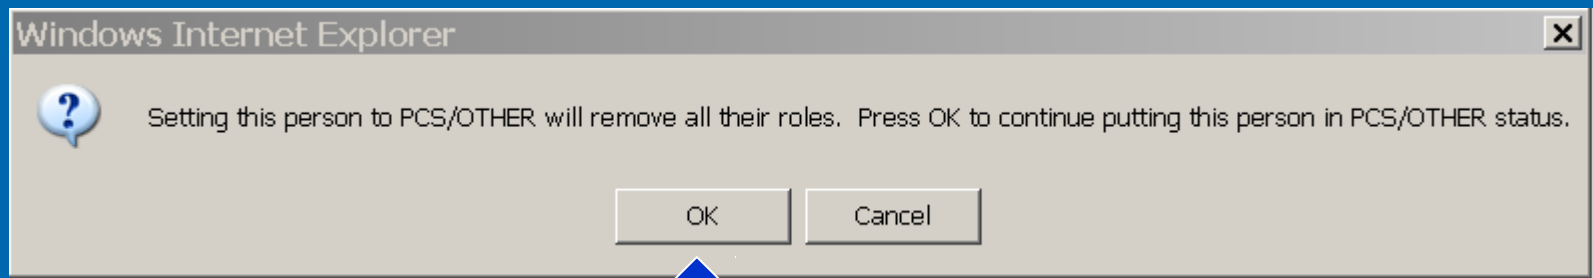 Windows Internet Explorer
Setting this person to PCS/OTHER will remove all their roles.  Press OK to continue putting this person in PCS/OTHER status.
OK
Cancel